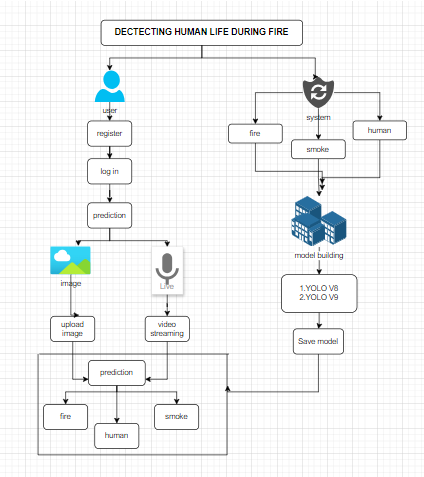 DECTECTING HUMAN LIFE DURING FIRE
user
system
register
fire
smoke
human
log in
prediction
model building
image
Live
1.YOLO V8
2.YOLO V9
upload
image
video
streaming
Save model
prediction
fire
human
smoke